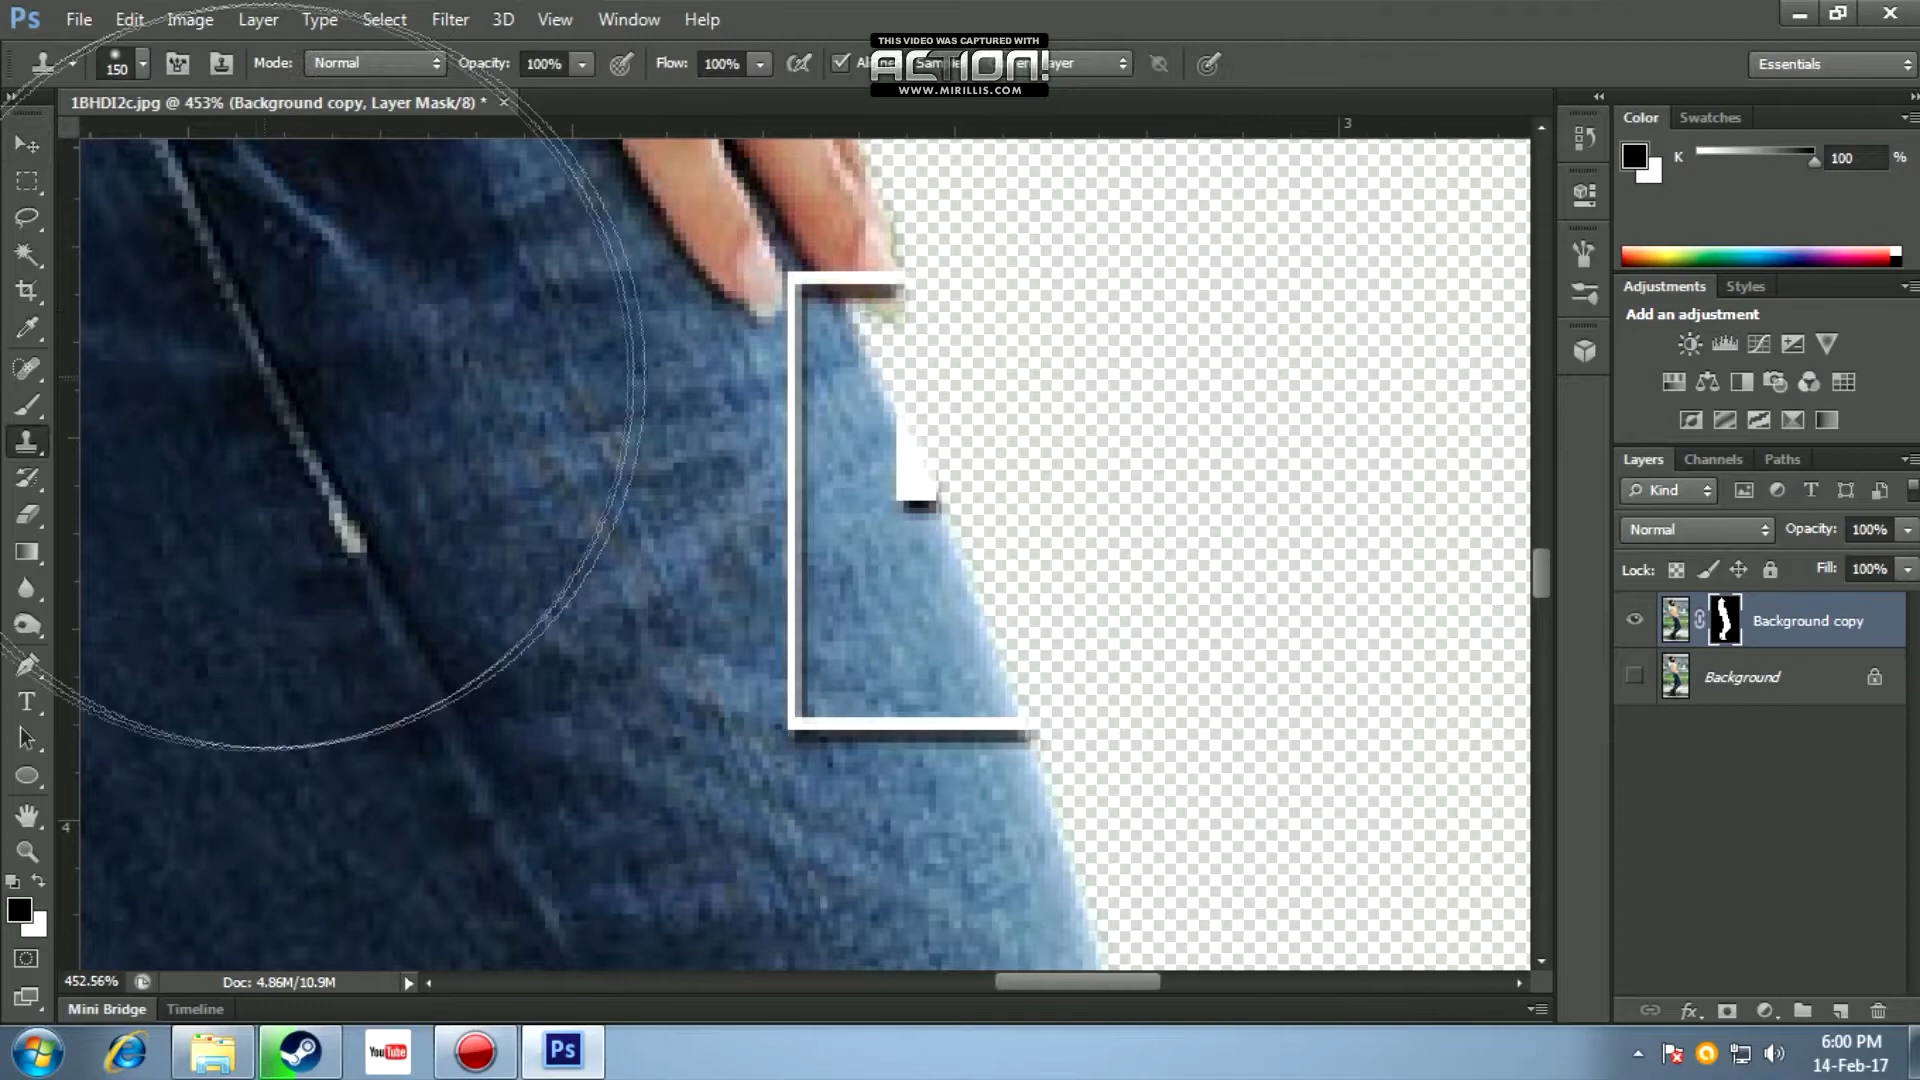 Ps File Edit Image Layer Type Select Filter 3D View Window Help
THIS VIDEO WAS CAPTURED WITH
ACTION!
WWW.MIRILLIS.COM
150 Mode: Normal Opacity: 100% Flow: 100% Essentials
1BHDI2c.jpg @ 453% (Background copy, Layer Mask/8) * ×
3
4
Color Swatches
K 100 %
Adjustments Styles
Add an adjustment
Layers Channels Paths
Kind
Normal Opacity: 100%
Lock: Fill: 100%
Background copy
Background
452.56% Doc: 4.86M/10.9M
Mini Bridge Timeline
YouTube Ps
6:00 PM
14-Feb-17